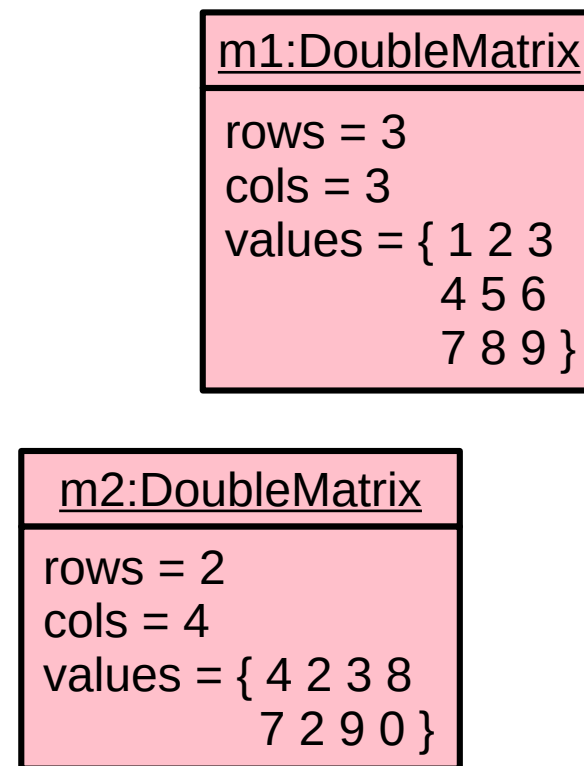 m1:DoubleMatrix
rows = 3
cols = 3
values = { 1 2 3
4 5 6
7 8 9 }
m2:DoubleMatrix
rows = 2
cols = 4
values = { 4 2 3 8
7 2 9 0 }